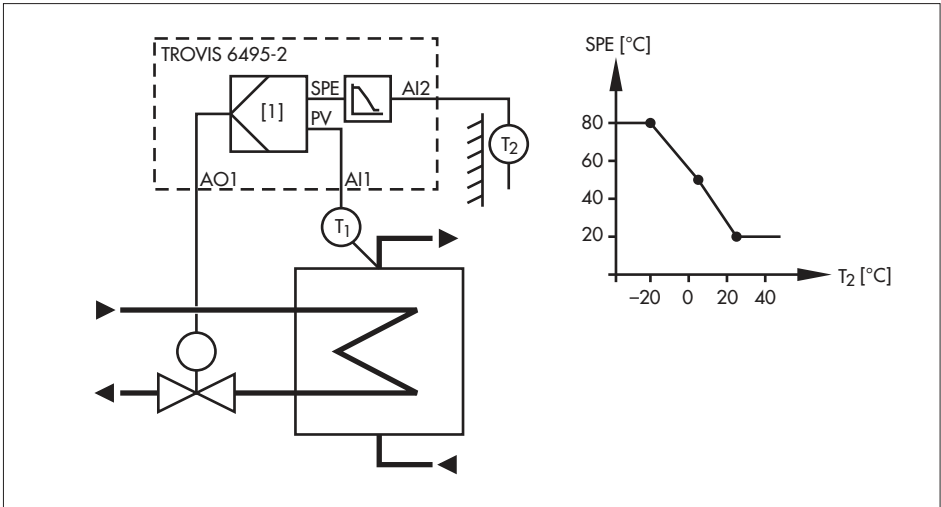 TROVIS 6495-2
[1]
SPE
PV
AI2
AO1
AI1
T1
T2
SPE [°C]
80
60
40
20
–20 0 20 40
T2 [°C]